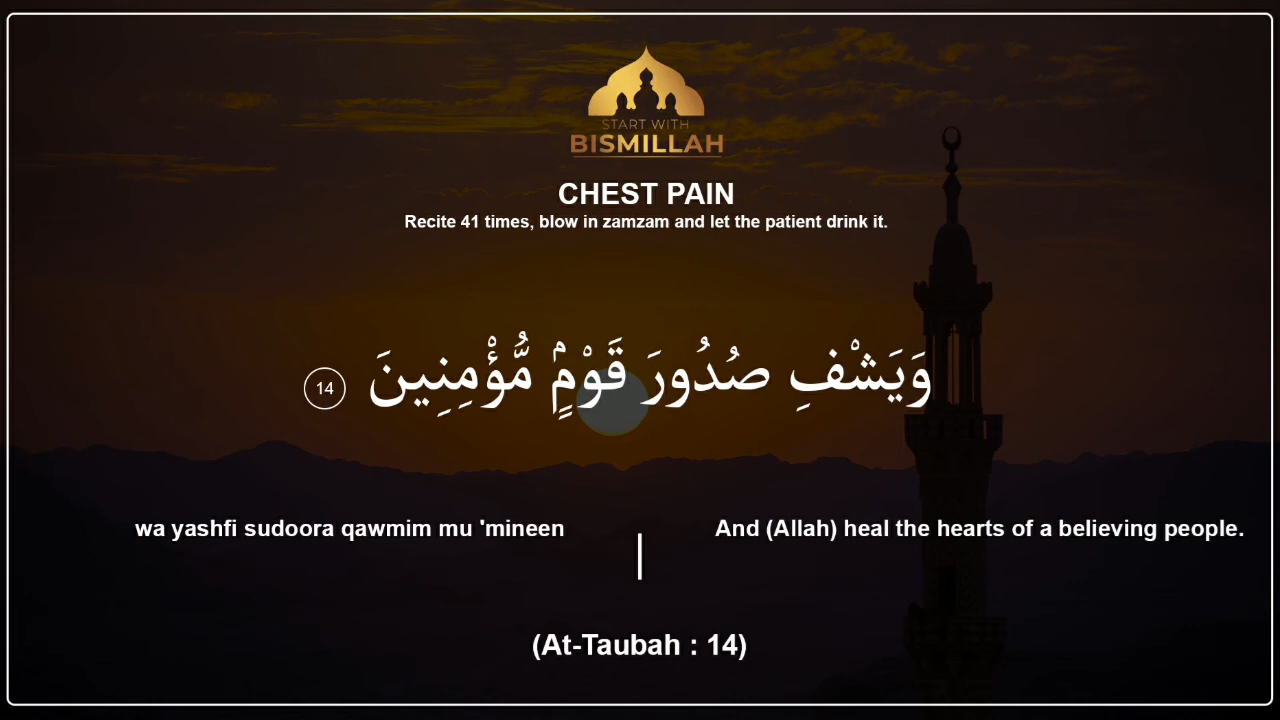 START WITH
BISMILLAH
CHEST PAIN
Recite 41 times, blow in zamzam and let the patient drink it.
وَيَشْفِ صُدُورَ قَوْمٍۢ مُّؤْمِنِينَ 14
wa yashfi sudoora qawmim mu 'mineen | And (Allah) heal the hearts of a believing people.
(At-Taubah : 14)